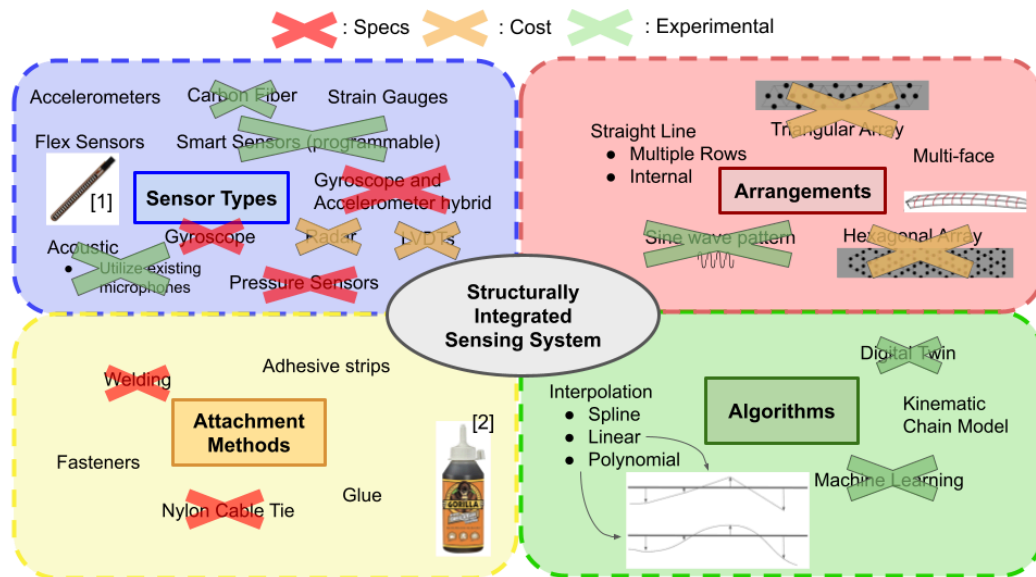 : Specs
: Cost
: Experimental
Accelerometers
Carbon Fiber
Strain Gauges
Flex Sensors
Smart Sensors (programmable)
[1]
Sensor Types
Gyroscope and
Accelerometer hybrid
Gyroscope
Radar
LVDTs
Acoustic
● Utilize existing
microphones
Pressure Sensors
Triangular Array
Straight Line
● Multiple Rows
● Internal
Multi-face
Arrangements
Sine wave pattern
Hexagonal Array
Structurally
Integrated
Sensing System
Welding
Adhesive strips
Attachment
Methods
[2]
Fasteners
Nylon Cable Tie
Glue
GORILLA
Digital Twin
Interpolation
● Spline
● Linear
● Polynomial
Algorithms
Kinematic
Chain Model
Machine Learning